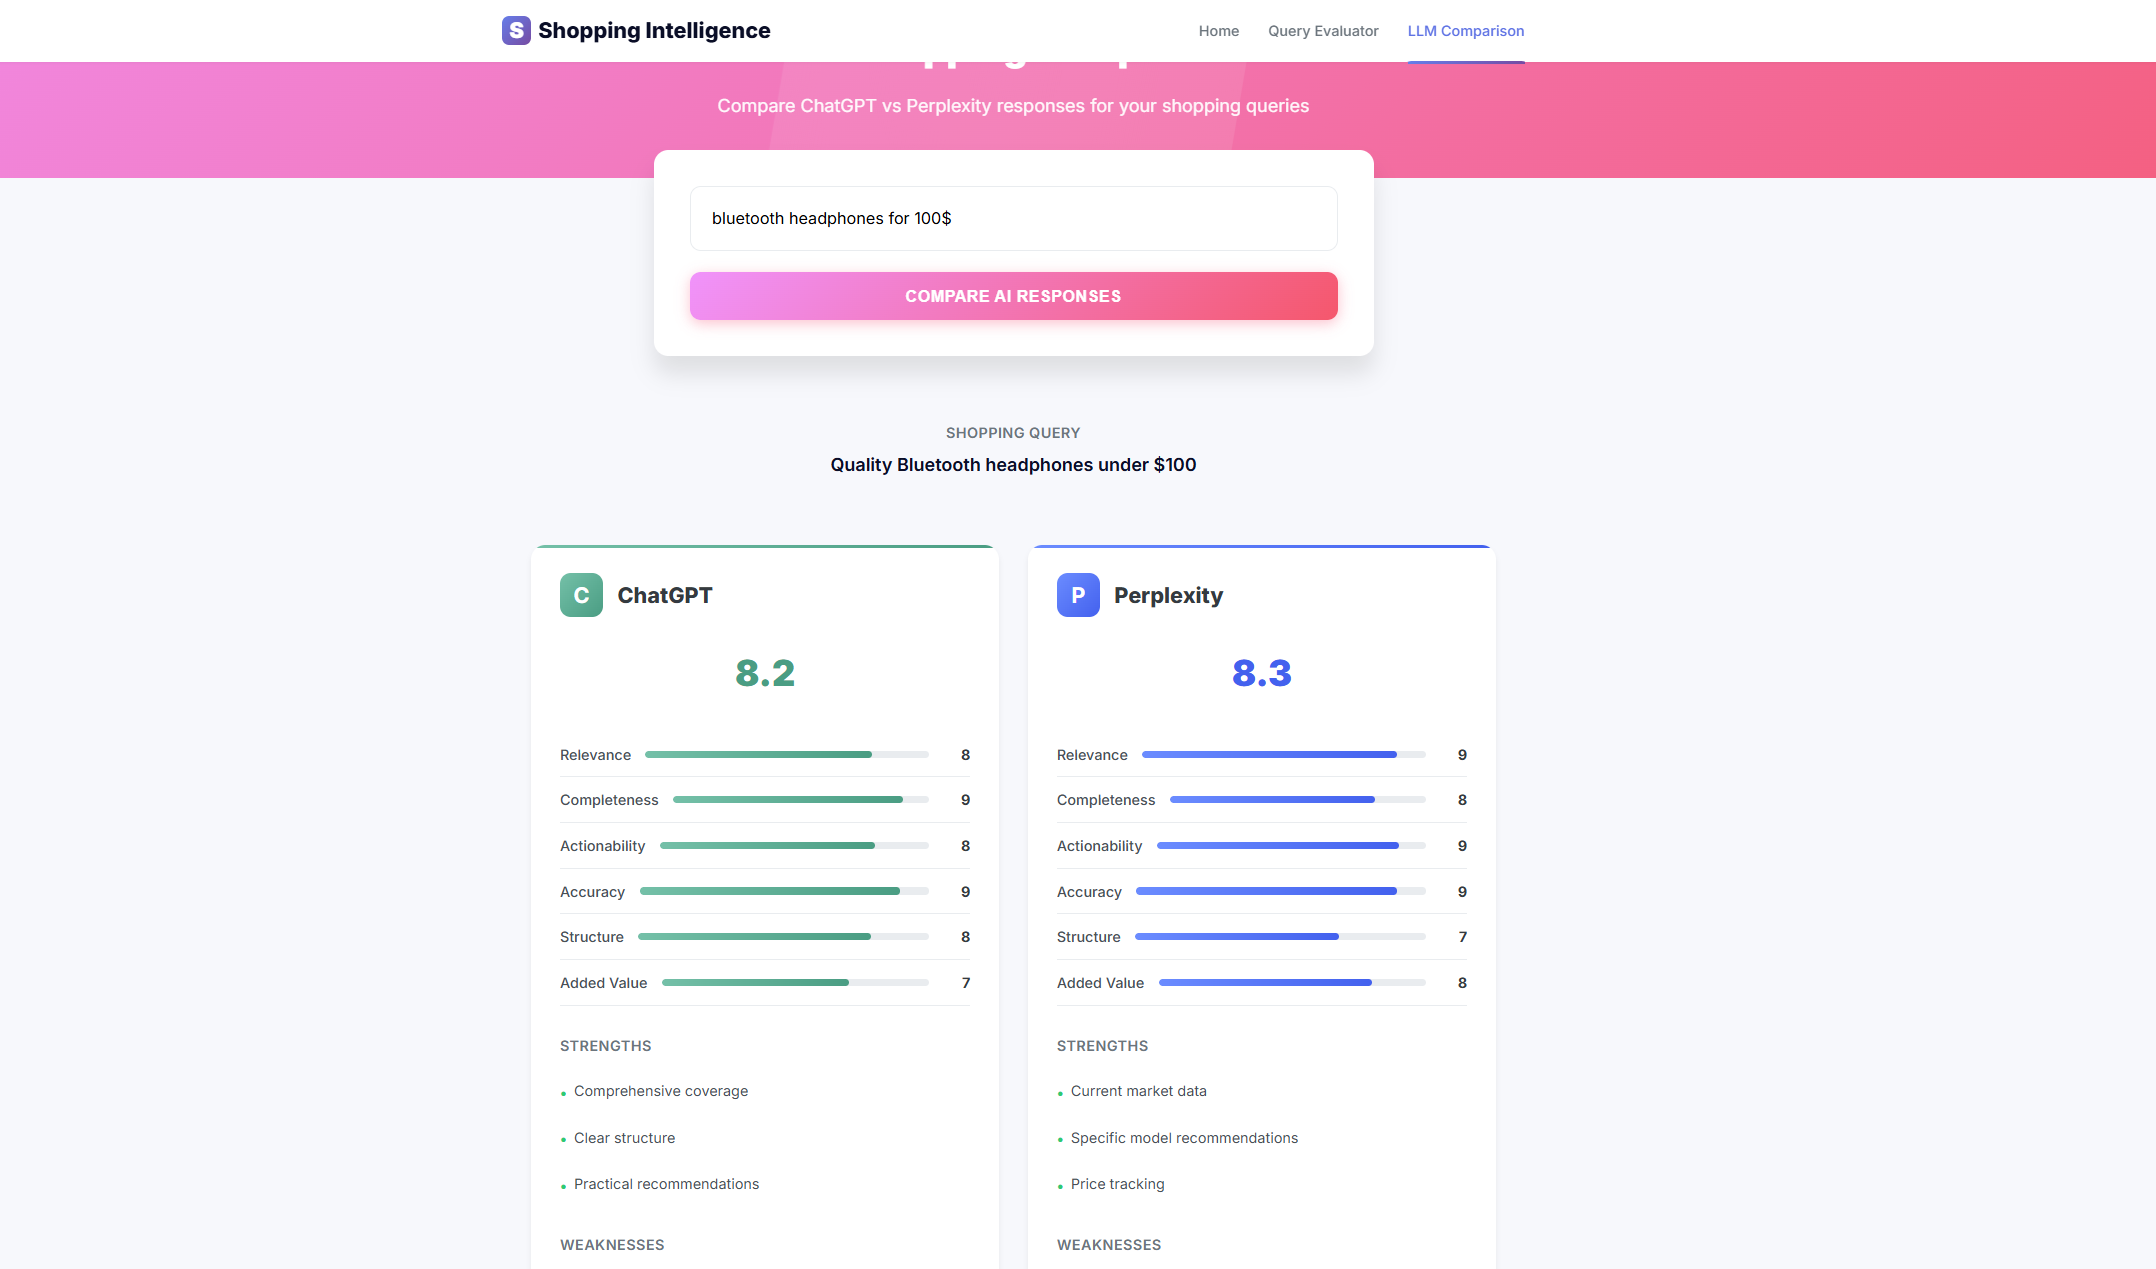 S Shopping Intelligence
Home Query Evaluator LLM Comparison
Compare ChatGPT vs Perplexity responses for your shopping queries
bluetooth headphones for 100$
COMPARE AI RESPONSES
SHOPPING QUERY
Quality Bluetooth headphones under $100
C ChatGPT
8.2
Relevance 8
Completeness 9
Actionability 8
Accuracy 9
Structure 8
Added Value 7
STRENGTHS
• Comprehensive coverage
• Clear structure
• Practical recommendations
WEAKNESSES
P Perplexity
8.3
Relevance 9
Completeness 8
Actionability 9
Accuracy 9
Structure 7
Added Value 8
STRENGTHS
• Current market data
• Specific model recommendations
• Price tracking
WEAKNESSES